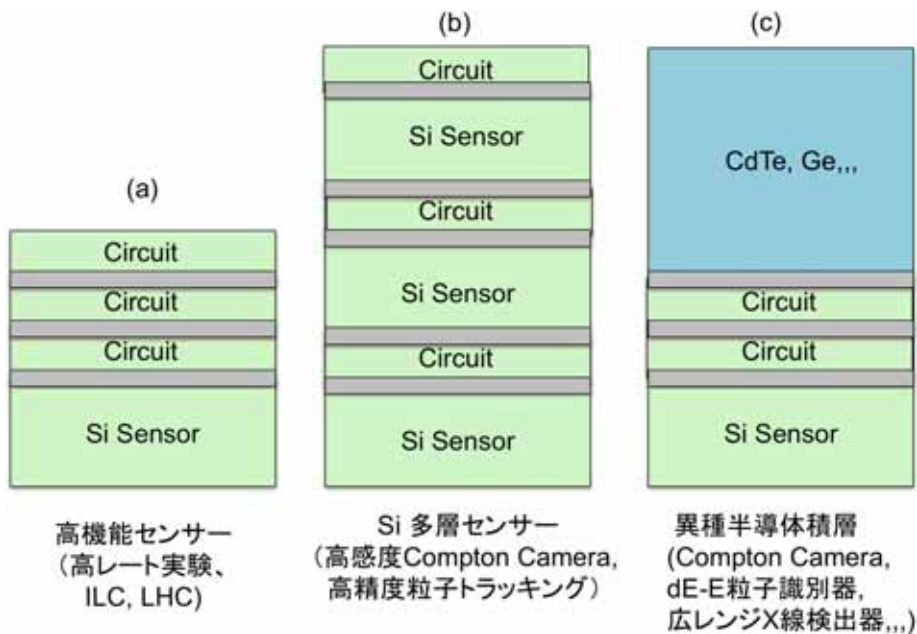 (a)
Circuit
Circuit
Circuit
Si Sensor
高機能センサー
(高レート実験、
ILC, LHC)
(b)
Circuit
Si Sensor
Circuit
Si Sensor
Circuit
Si Sensor
Si 多層センサー
(高感度Compton Camera,
高精度粒子トラッキング)
(c)
CdTe, Ge,,,
Circuit
Circuit
Si Sensor
異種半導体積層
(Compton Camera,
dE-E粒子識別器,
広レンジX線検出器,,,)